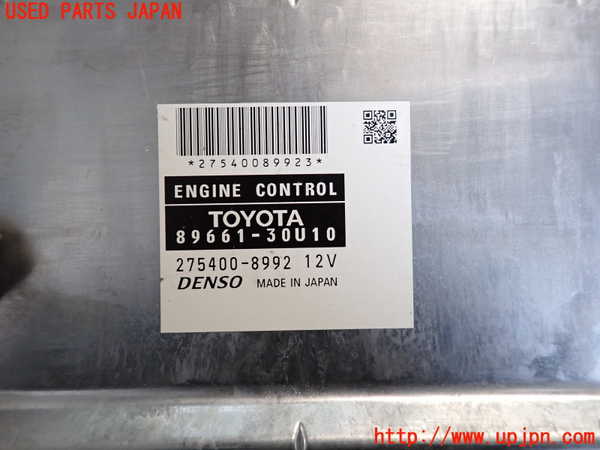 USED PARTS JAPAN
*27540089923*
ENGINE CONTROL
TOYOTA
89661-30U10
275400-8992 12V
DENSO MADE IN JAPAN
http://www.upjpn.com/